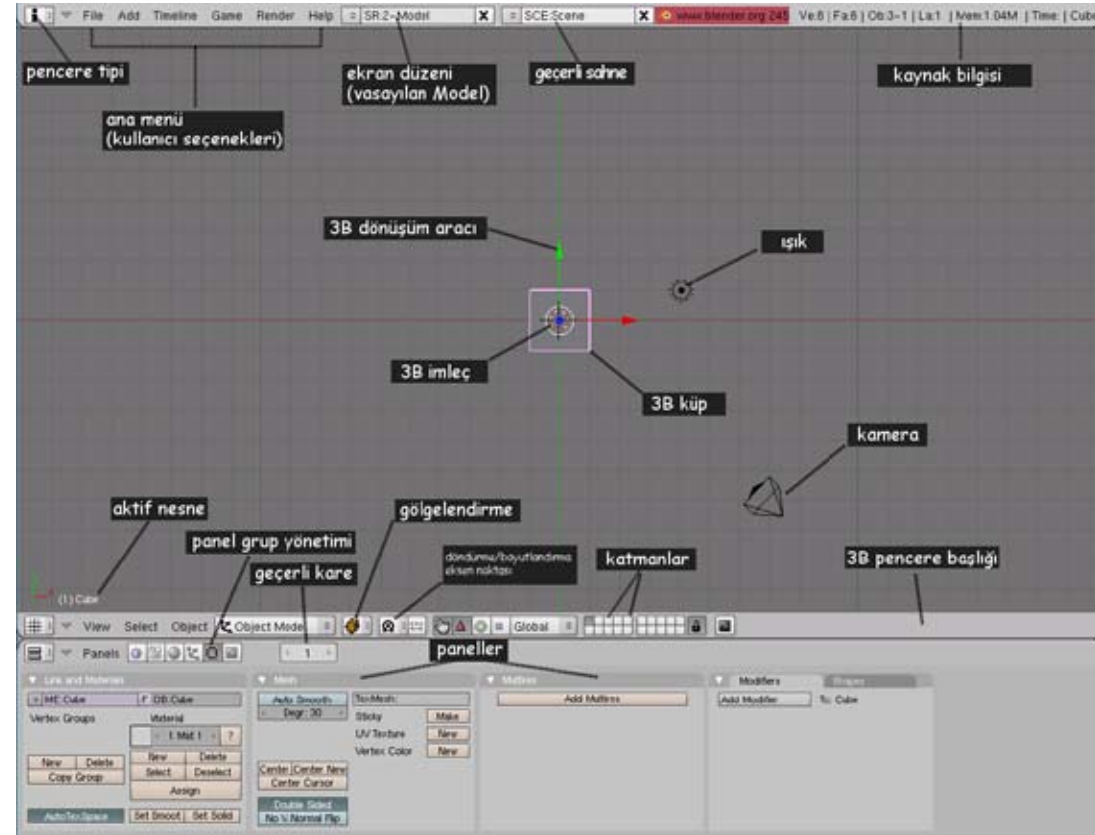 File Add Timeline Game Render Help SR:2-Model X SCE:Scene X www.blender.org 245 Ve:8 | Fa:6 | Ob:3-1 | La:1 | Mem:1.04M | Time: | Cube
pencere tipi
ana menü
(kullanıcı seçenekleri)
ekran düzeni
(vasayılan Model)
geçerli sahne
kaynak bilgisi
3B dönüşüm aracı
ışık
3B imleç
3B küp
kamera
aktif nesne
panel grup yönetimi
geçerli kare
gölgelendirme
döndürme/boyutlandırma
eksen noktası
katmanlar
3B pencere başlığı
(1) Cube
View Select Object Object Mode Global
Panels 1
paneller
Link and Materials
ME:Cube OB:Cube
Vertex Groups Material
1 Mat 1 ?
New Delete New Delete
Copy Group Select Deselect
Assign
AutoTexSpace Set Smoot Set Solid
Mesh
Auto Smooth
Degr: 30
TexMesh:
Sticky Make
UV Texture New
Vertex Color New
Center Center New
Center Cursor
Double Sided
No V.Normal Flip
Multires
Add Multires
Modifiers Shapes
Add Modifier To: Cube